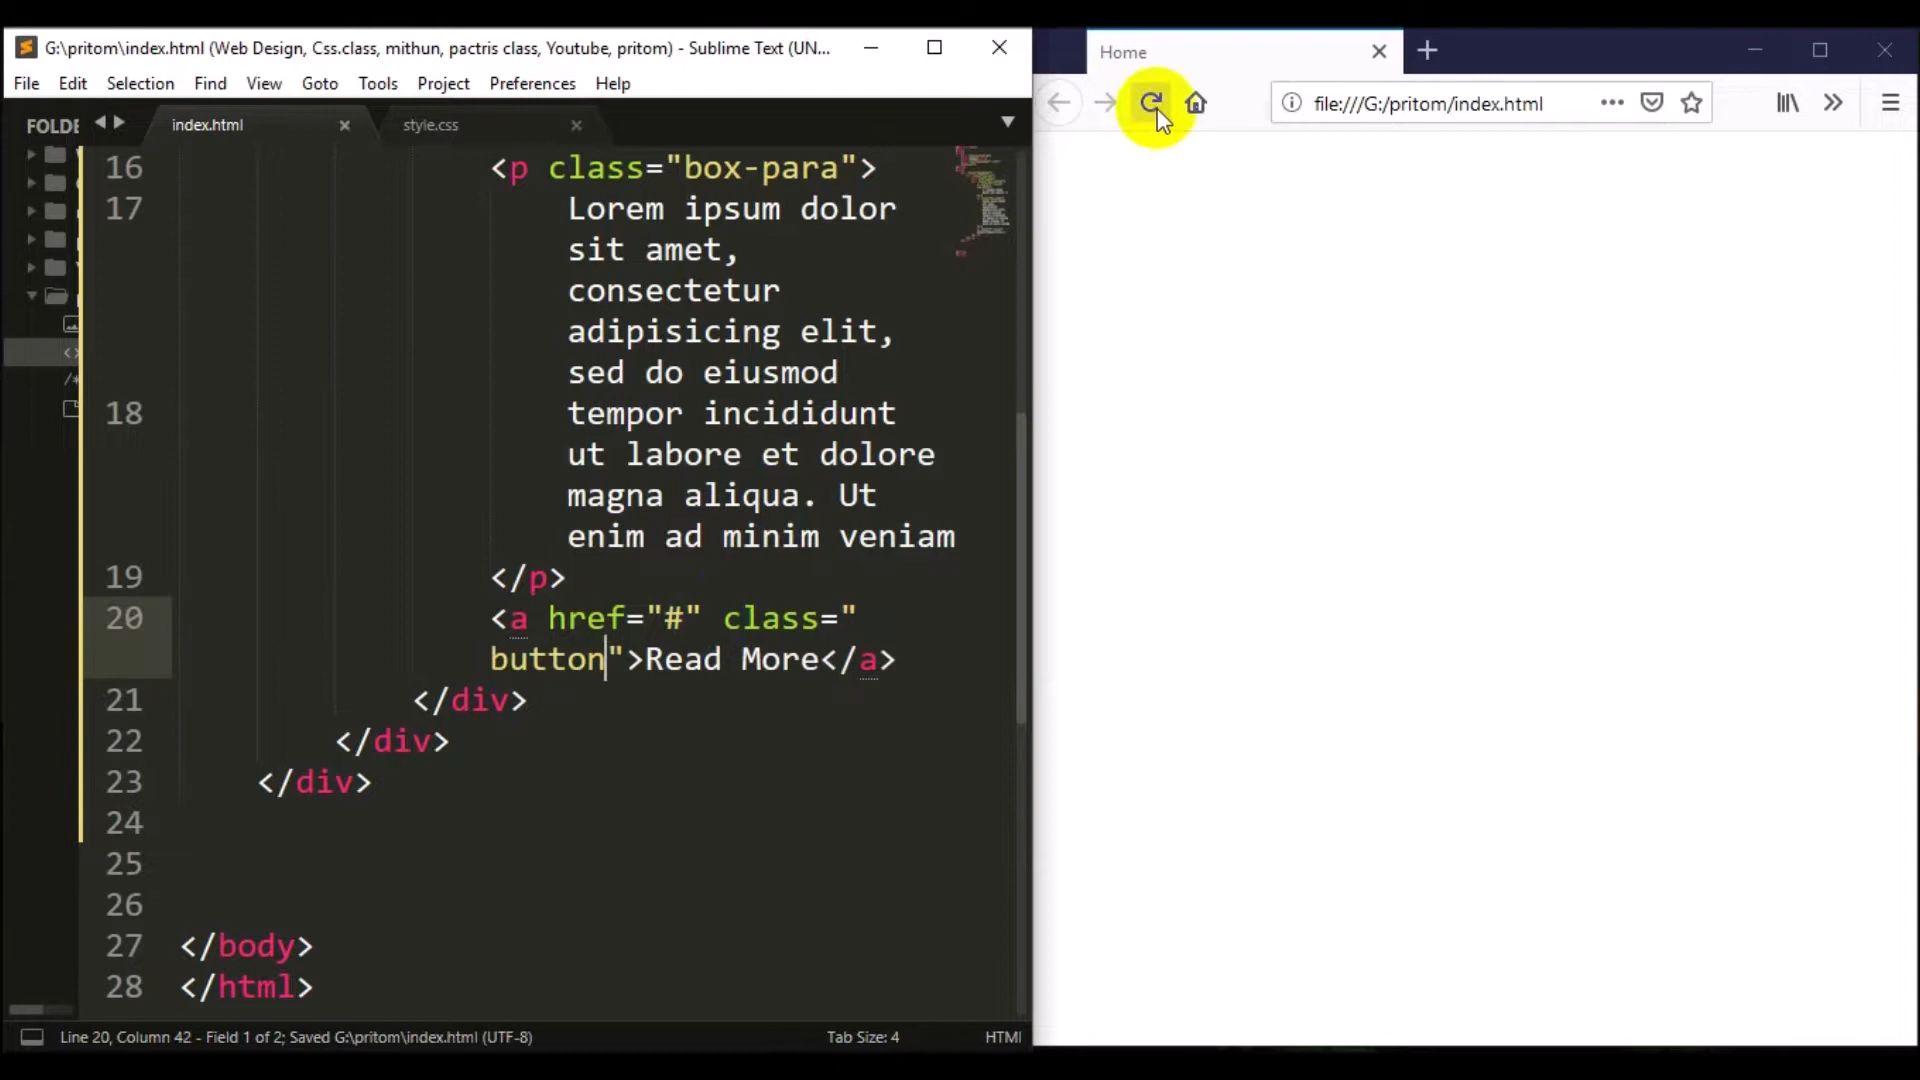 G:\pritom\index.html (Web Design, Css.class, mithun, pactris class, Youtube, pritom) - Sublime Text (UN...
File Edit Selection Find View Goto Tools Project Preferences Help
FOLDE
index.html
style.css
16 <p class="box-para">
17 Lorem ipsum dolor
sit amet,
consectetur
adipisicing elit,
sed do eiusmod
18 tempor incididunt
ut labore et dolore
magna aliqua. Ut
enim ad minim veniam
19 </p>
20 <a href="#" class="
button">Read More</a>
21 </div>
22 </div>
23 </div>
24
25
26
27 </body>
28 </html>
Line 20, Column 42 - Field 1 of 2; Saved G:\pritom\index.html (UTF-8)
Tab Size: 4
Home
file:///G:/pritom/index.html